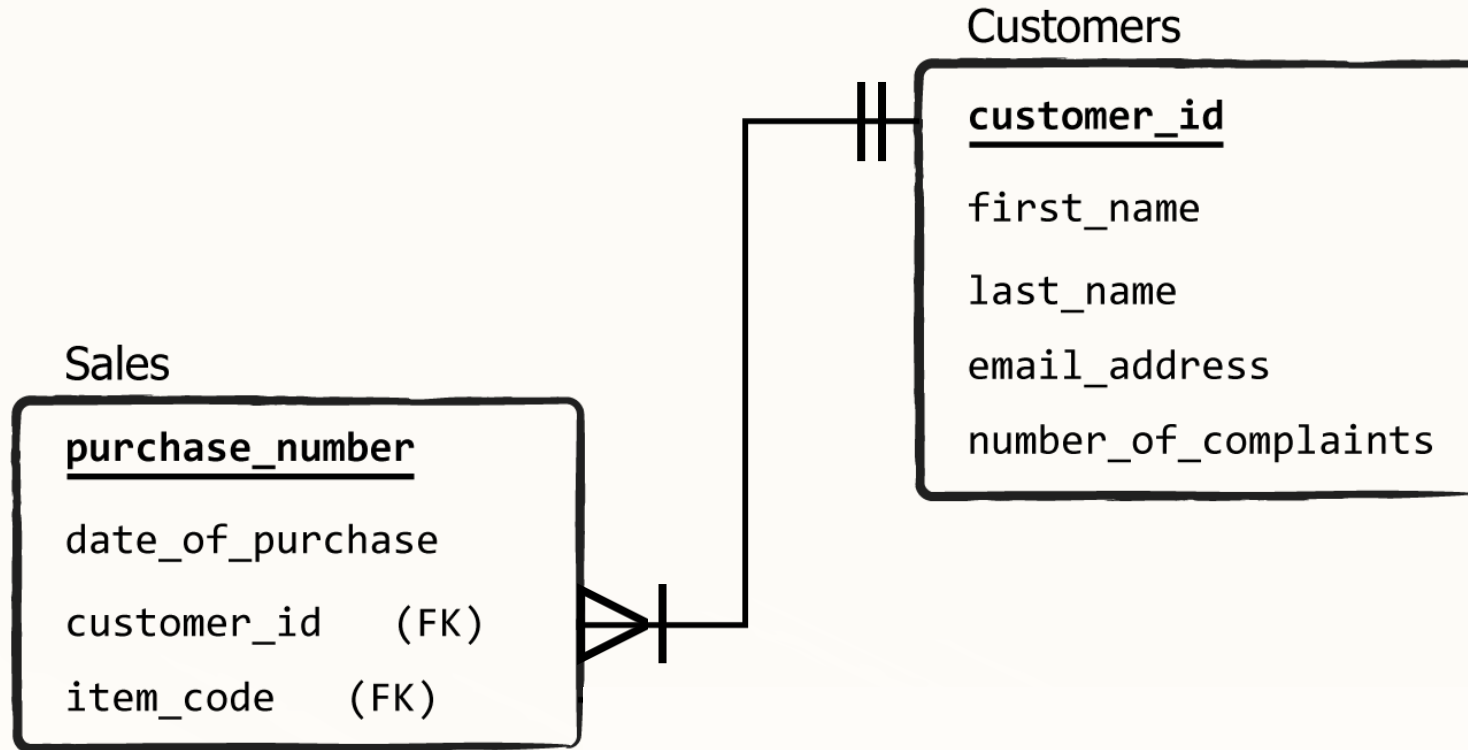 Customers
customer_id
first_name
last_name
email_address
number_of_complaints
Sales
purchase_number
date_of_purchase
customer_id (FK)
item_code (FK)